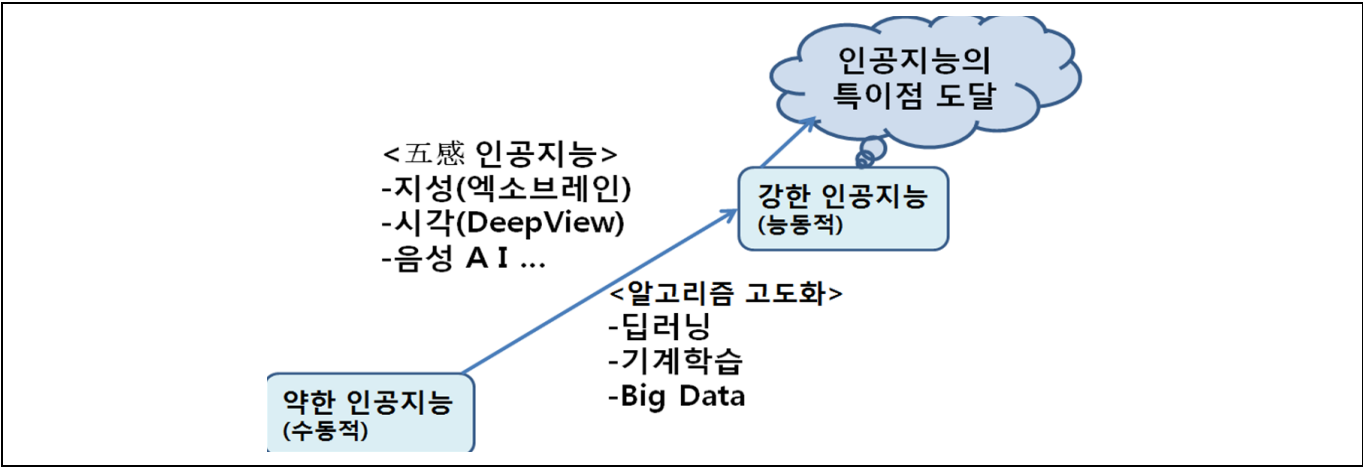 인공지능의
특이점 도달
<五感 인공지능>
-지성(엑소브레인)
-시각(DeepView)
-음성 A I ...
강한 인공지능
(능동적)
<알고리즘 고도화>
-딥러닝
-기계학습
-Big Data
약한 인공지능
(수동적)